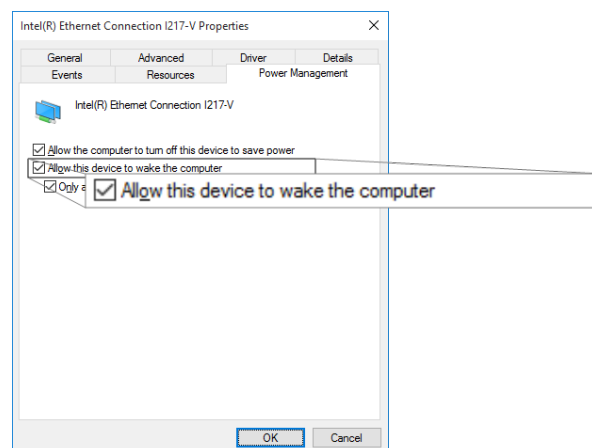 Intel(R) Ethernet Connection I217-V Properties
General Advanced Driver Details
Events Resources Power Management
Intel(R) Ethernet Connection I217-V
Allow the computer to turn off this device to save power
Allow this device to wake the computer
Only
Allow this device to wake the computer
OK Cancel